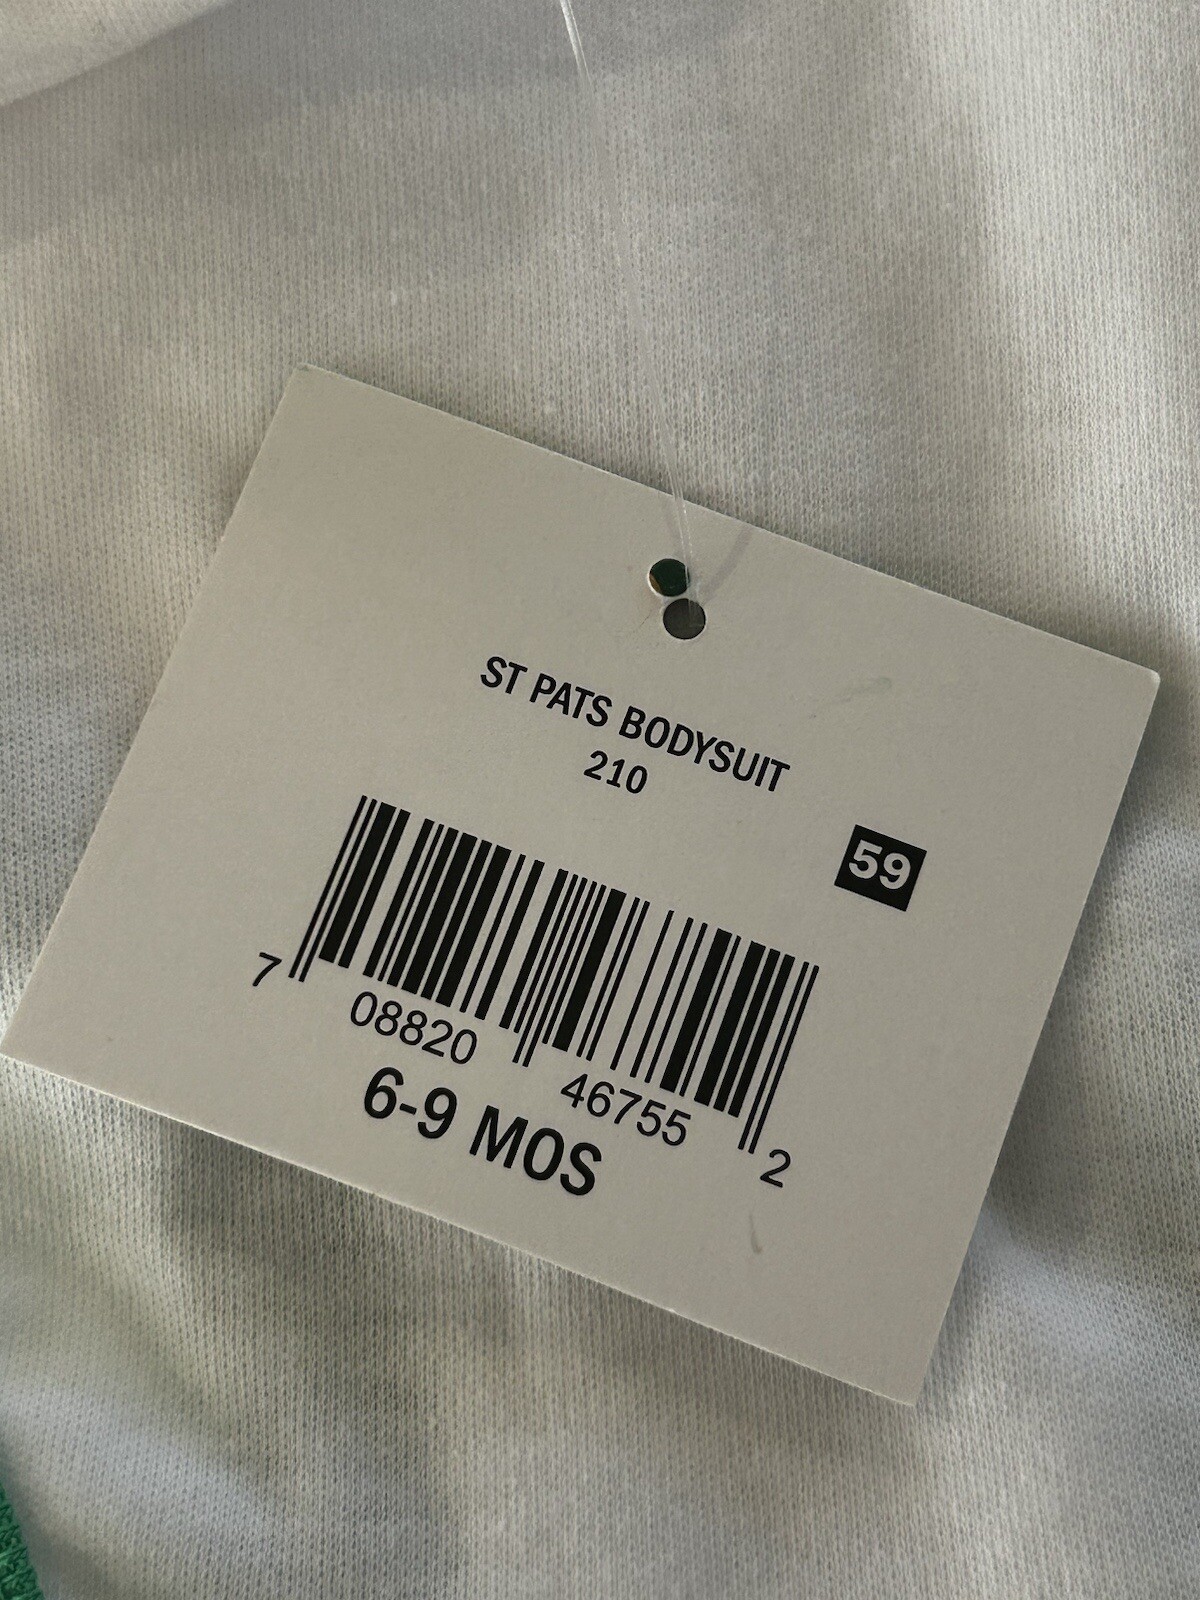 ST PATS BODYSUIT
210
59
7 08820 46755 2
6-9 MOS